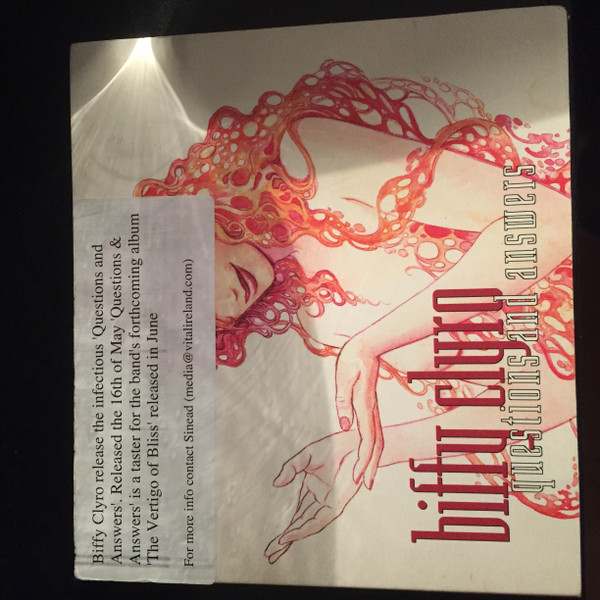 Biffy Clyro release the infectious 'Questions and
Answers'. Released the 16th of May 'Questions &
Answers' is a taster for the band's forthcoming album
'The Vertigo of Bliss' released in June
For more info contact Sinead (media@vitalireland.com)
biffy clyro
questions and answers